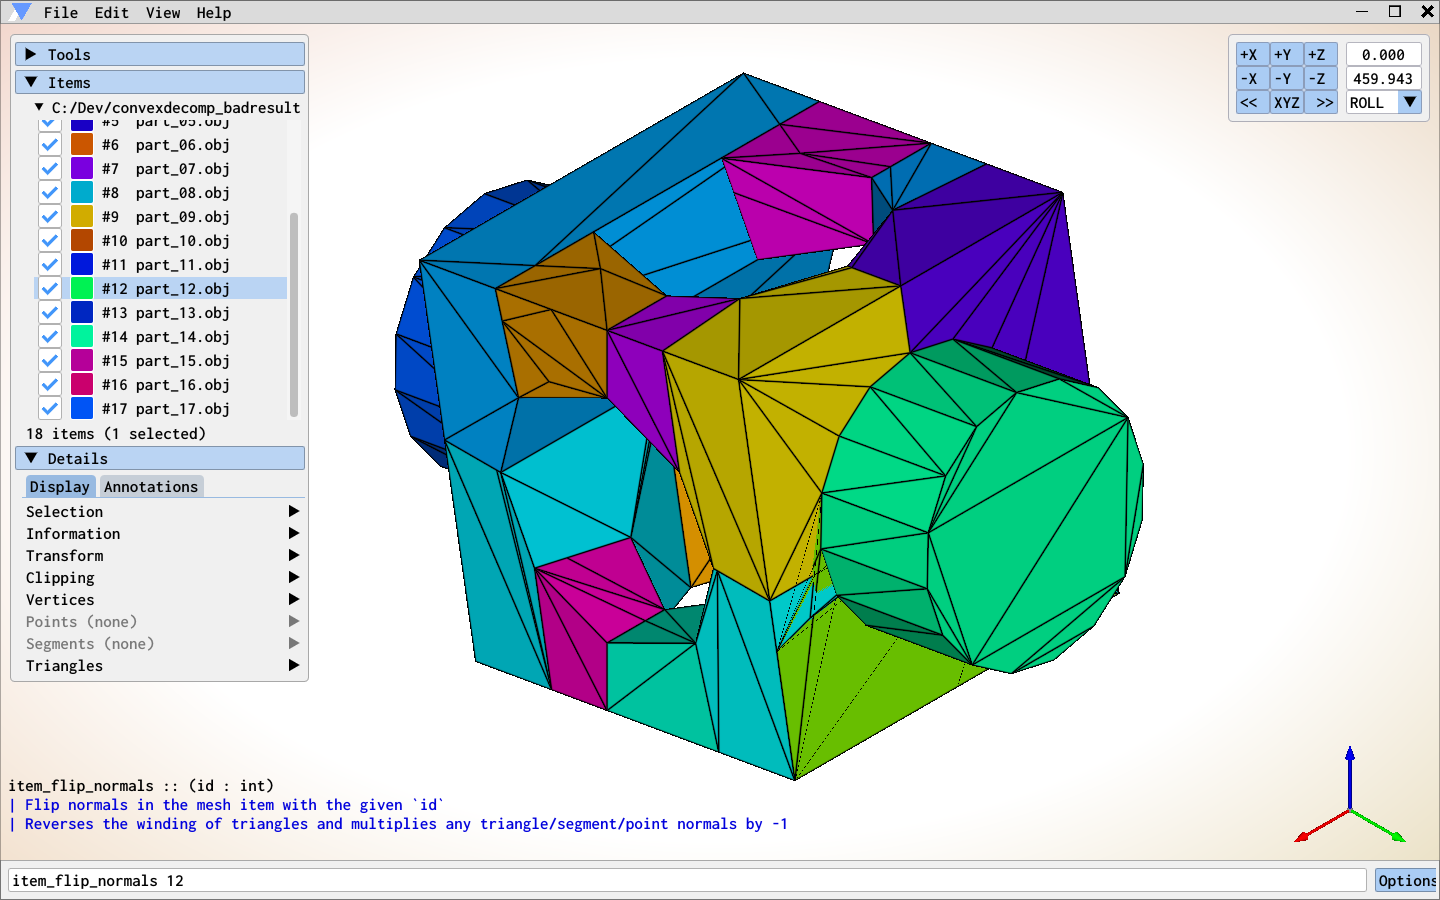 File Edit View Help
Tools
Items
C:/Dev/convexdecomp_badresult
#5 part_05.obj
#6 part_06.obj
#7 part_07.obj
#8 part_08.obj
#9 part_09.obj
#10 part_10.obj
#11 part_11.obj
#12 part_12.obj
#13 part_13.obj
#14 part_14.obj
#15 part_15.obj
#16 part_16.obj
#17 part_17.obj
18 items (1 selected)
Details
Display Annotations
Selection
Information
Transform
Clipping
Vertices
Points (none)
Segments (none)
Triangles
+X +Y +Z 0.000
-X -Y -Z 459.943
<< XYZ >> ROLL
item_flip_normals :: (id : int)
| Flip normals in the mesh item with the given `id`
| Reverses the winding of triangles and multiplies any triangle/segment/point normals by -1
item_flip_normals 12
Options